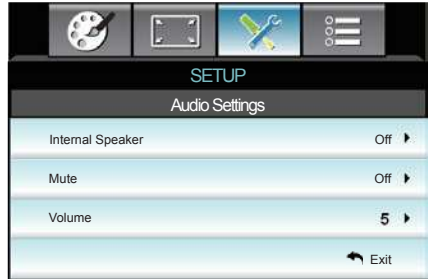 SETUP
Audio Settings
Internal Speaker Off
Mute Off
Volume 5
Exit